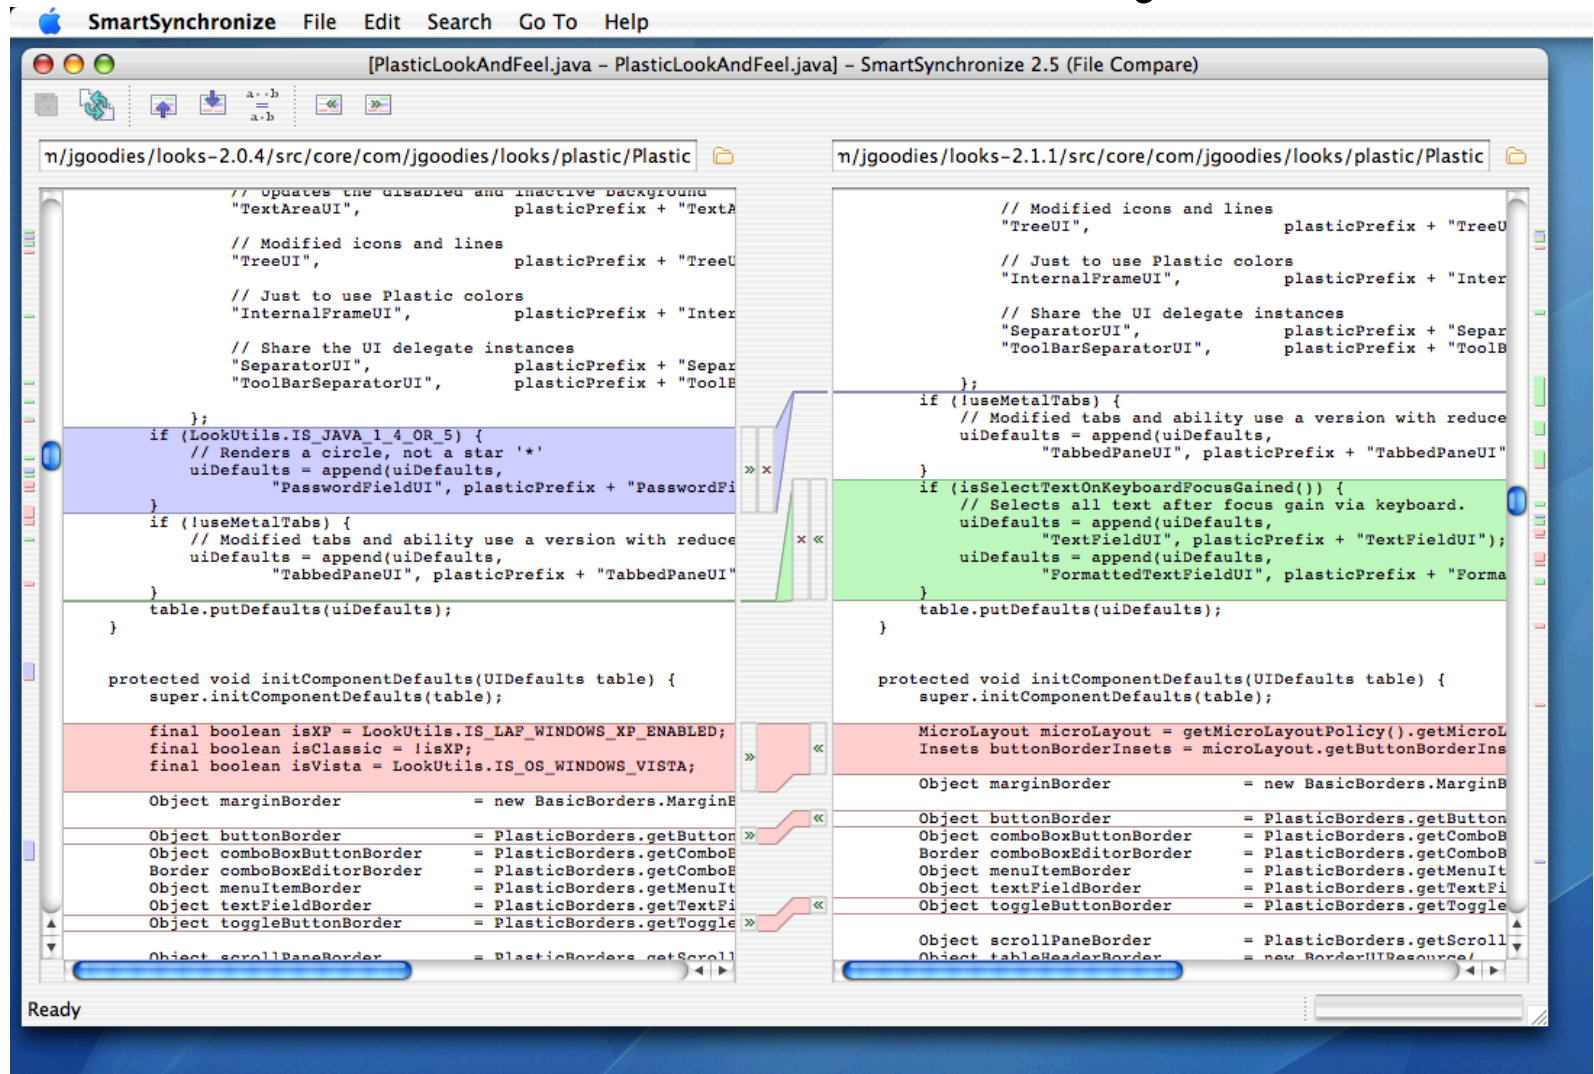 SmartSynchronize File Edit Search Go To Help
[PlasticLookAndFeel.java – PlasticLookAndFeel.java] – SmartSynchronize 2.5 (File Compare)
a··b
=
a·b
m/jgoodies/looks-2.0.4/src/core/com/jgoodies/looks/plastic/Plastic
// Updates the disabled and inactive background
"TextAreaUI", plasticPrefix + "TextA
// Modified icons and lines
"TreeUI", plasticPrefix + "TreeU
// Just to use Plastic colors
"InternalFrameUI", plasticPrefix + "Inter
// Share the UI delegate instances
"SeparatorUI", plasticPrefix + "Separ
"ToolBarSeparatorUI", plasticPrefix + "ToolB
};
if (LookUtils.IS_JAVA_1_4_OR_5) {
// Renders a circle, not a star '*'
uiDefaults = append(uiDefaults,
"PasswordFieldUI", plasticPrefix + "PasswordFi
}
if (!useMetalTabs) {
// Modified tabs and ability use a version with reduce
uiDefaults = append(uiDefaults,
"TabbedPaneUI", plasticPrefix + "TabbedPaneUI"
}
table.putDefaults(uiDefaults);
}
protected void initComponentDefaults(UIDefaults table) {
super.initComponentDefaults(table);
final boolean isXP = LookUtils.IS_LAF_WINDOWS_XP_ENABLED;
final boolean isClassic = !isXP;
final boolean isVista = LookUtils.IS_OS_WINDOWS_VISTA;
Object marginBorder = new BasicBorders.MarginB
Object buttonBorder = PlasticBorders.getButton
Object comboBoxButtonBorder = PlasticBorders.getComboB
Border comboBoxEditorBorder = PlasticBorders.getComboB
Object menuItemBorder = PlasticBorders.getMenuIt
Object textFieldBorder = PlasticBorders.getTextFi
Object toggleButtonBorder = PlasticBorders.getToggle
Object scrollPaneBorder = PlasticBorders.getScroll
m/jgoodies/looks-2.1.1/src/core/com/jgoodies/looks/plastic/Plastic
// Modified icons and lines
"TreeUI", plasticPrefix + "TreeU
// Just to use Plastic colors
"InternalFrameUI", plasticPrefix + "Inter
// Share the UI delegate instances
"SeparatorUI", plasticPrefix + "Separ
"ToolBarSeparatorUI", plasticPrefix + "ToolB
};
if (!useMetalTabs) {
// Modified tabs and ability use a version with reduce
uiDefaults = append(uiDefaults,
"TabbedPaneUI", plasticPrefix + "TabbedPaneUI"
}
if (isSelectTextOnKeyboardFocusGained()) {
// Selects all text after focus gain via keyboard.
uiDefaults = append(uiDefaults,
"TextFieldUI", plasticPrefix + "TextFieldUI");
uiDefaults = append(uiDefaults,
"FormattedTextFieldUI", plasticPrefix + "Forma
}
table.putDefaults(uiDefaults);
}
protected void initComponentDefaults(UIDefaults table) {
super.initComponentDefaults(table);
MicroLayout microLayout = getMicroLayoutPolicy().getMicroL
Insets buttonBorderInsets = microLayout.getButtonBorderIns
Object marginBorder = new BasicBorders.MarginB
Object buttonBorder = PlasticBorders.getButton
Object comboBoxButtonBorder = PlasticBorders.getComboB
Border comboBoxEditorBorder = PlasticBorders.getComboB
Object menuItemBorder = PlasticBorders.getMenuIt
Object textFieldBorder = PlasticBorders.getTextFi
Object toggleButtonBorder = PlasticBorders.getToggle
Object scrollPaneBorder = PlasticBorders.getScroll
Object tableHeaderBorder = new BorderUIResource(
Ready